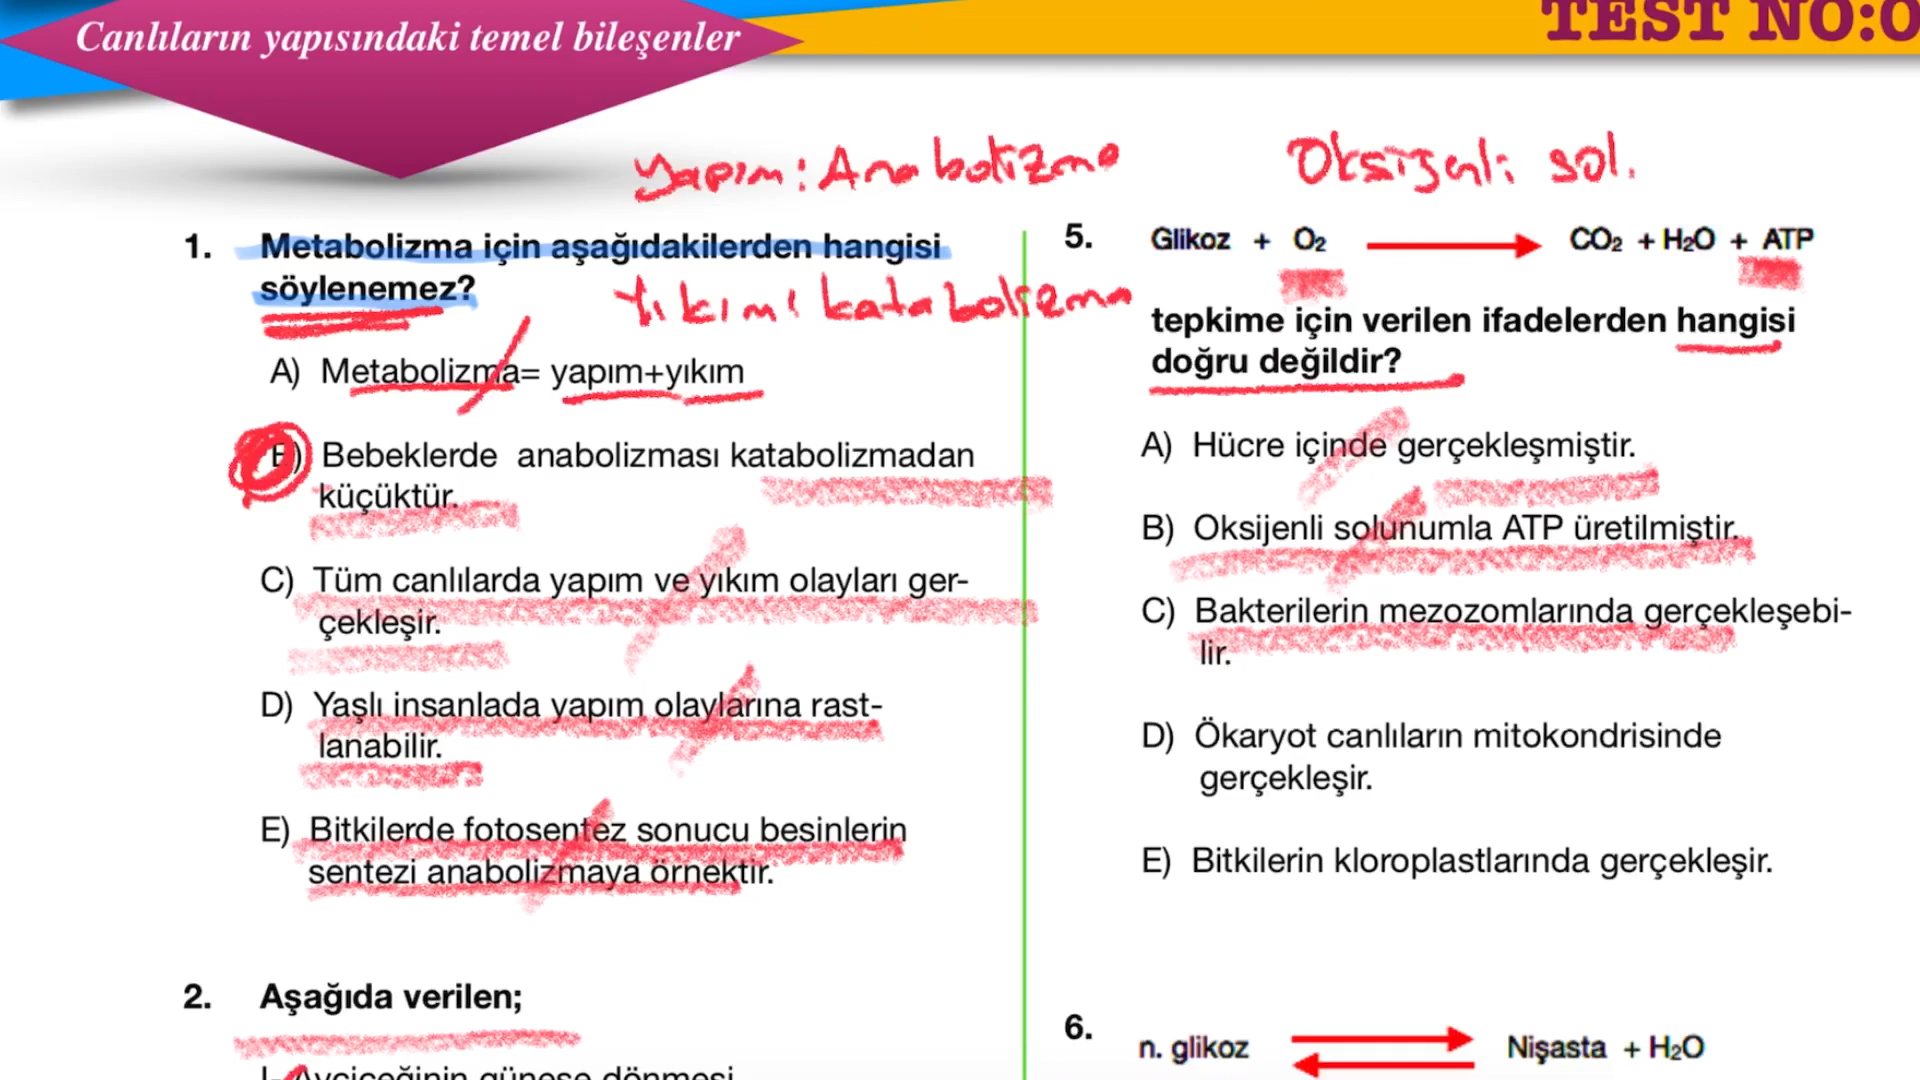 Canlıların yapısındaki temel bileşenler
TEST NO:0
yapım: Anabolizma
1. Metabolizma için aşağıdakilerden hangisi
söylenemez?
Yıkım: katabolizma
A) Metabolizma= yapım+yıkım
B) Bebeklerde anabolizması katabolizmadan
küçüktür.
C) Tüm canlılarda yapım ve yıkım olayları ger-
çekleşir.
D) Yaşlı insanlada yapım olaylarına rast-
lanabilir.
E) Bitkilerde fotosentez sonucu besinlerin
sentezi anabolizmaya örnektir.
2. Aşağıda verilen;
I- Ayçiçeğinin güneşe dönmesi
Oksijenli sol.
5. Glikoz + O₂ → CO₂ + H₂O + ATP
tepkime için verilen ifadelerden hangisi
doğru değildir?
A) Hücre içinde gerçekleşmiştir.
B) Oksijenli solunumla ATP üretilmiştir.
C) Bakterilerin mezozomlarında gerçekleşebi-
lir.
D) Ökaryot canlıların mitokondrisinde
gerçekleşir.
E) Bitkilerin kloroplastlarında gerçekleşir.
6. n. glikoz ⇄ Nişasta + H₂O